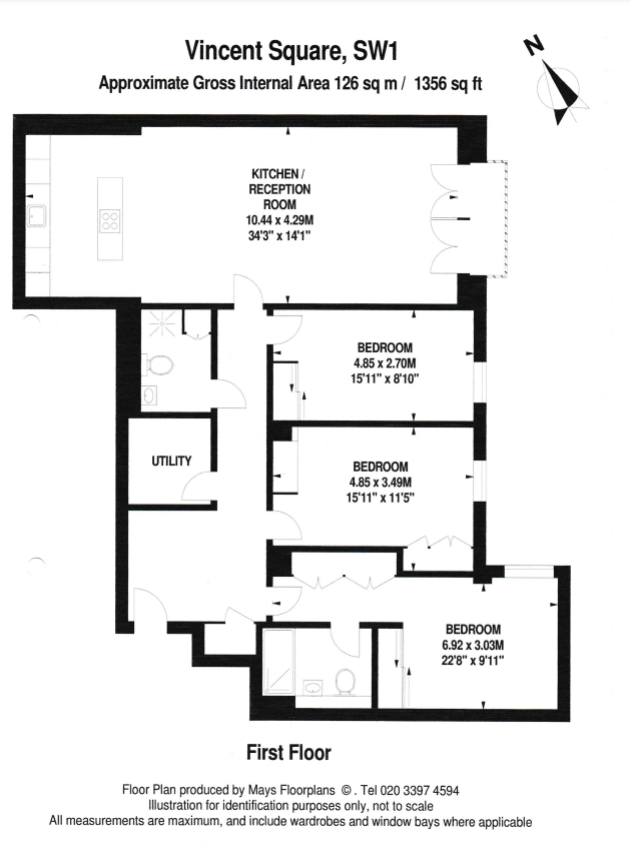 Vincent Square, SW1
Approximate Gross Internal Area 126 sq m / 1356 sq ft
N
KITCHEN /
RECEPTION
ROOM
10.44 x 4.29M
34'3" x 14'1"
BEDROOM
4.85 x 2.70M
15'11" x 8'10"
UTILITY
BEDROOM
4.85 x 3.49M
15'11" x 11'5"
BEDROOM
6.92 x 3.03M
22'8" x 9'11"
First Floor
Floor Plan produced by Mays Floorplans © . Tel 020 3397 4594
Illustration for identification purposes only, not to scale
All measurements are maximum, and include wardrobes and window bays where applicable